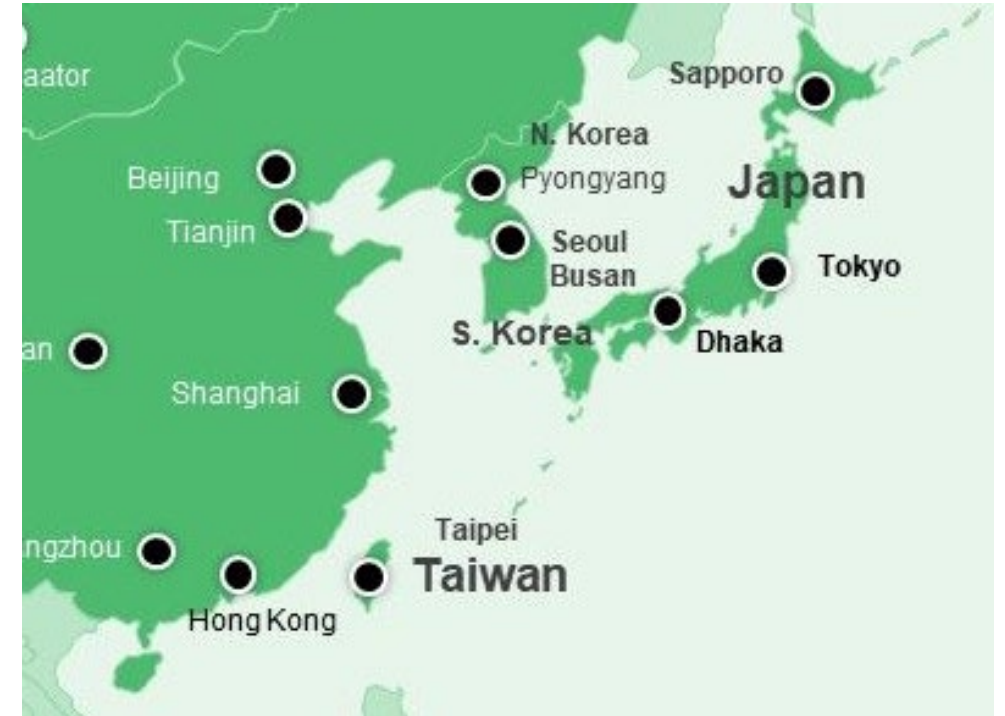 Sapporo
aator
N. Korea
Beijing
Pyongyang
Japan
Tianjin
Seoul
Busan
Tokyo
S. Korea
Dhaka
an
Shanghai
Taipei
ngzhou
Taiwan
Hong Kong